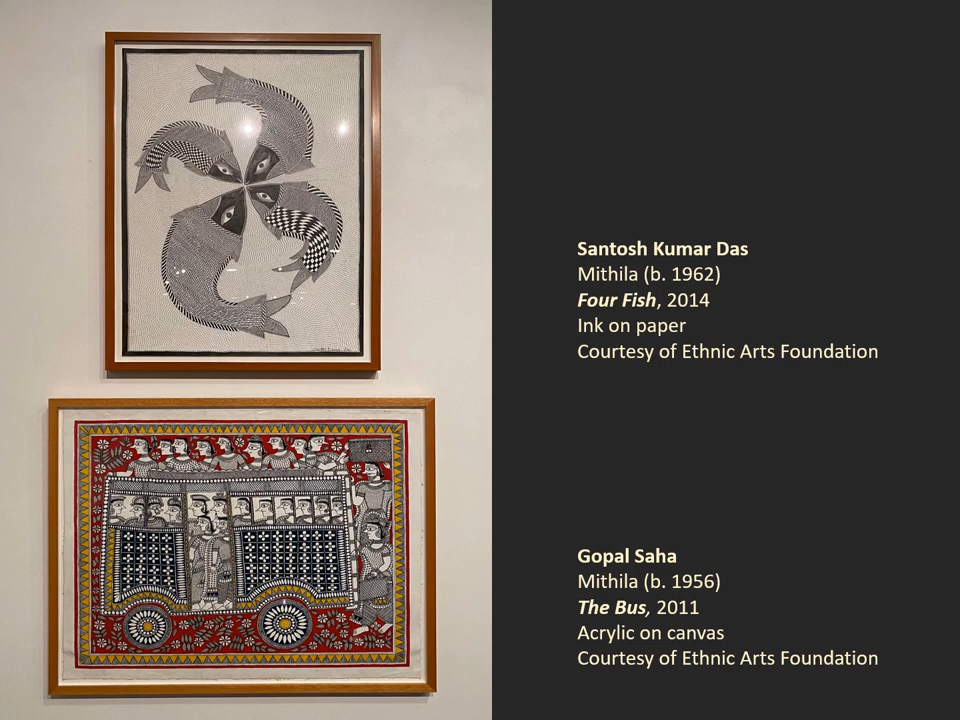 Santosh Kumar Das
Mithila (b. 1962)
Four Fish, 2014
Ink on paper
Courtesy of Ethnic Arts Foundation
Gopal Saha
Mithila (b. 1956)
The Bus, 2011
Acrylic on canvas
Courtesy of Ethnic Arts Foundation